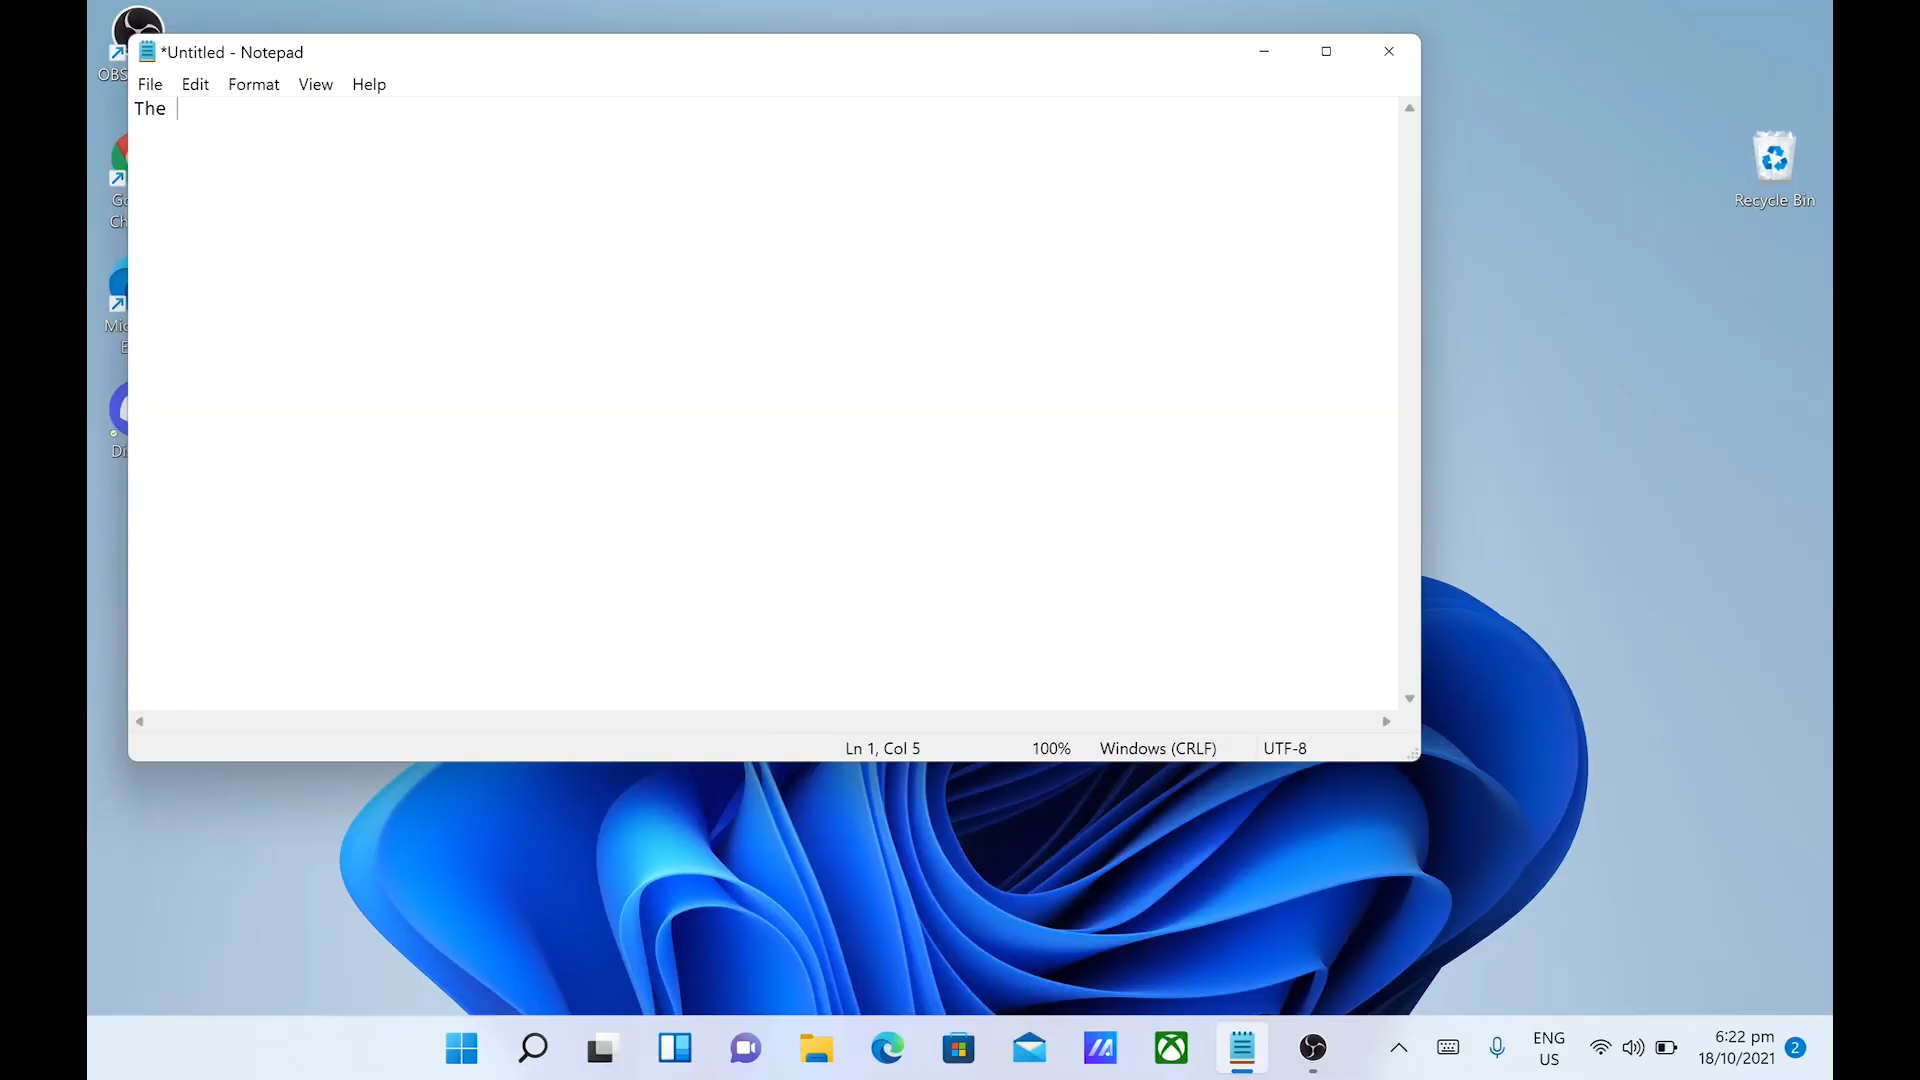 OBS
*Untitled - Notepad
File Edit Format View Help
The
Recycle Bin
Ln 1, Col 5 100% Windows (CRLF) UTF-8
ENG
US
6:22 pm
18/10/2021
2